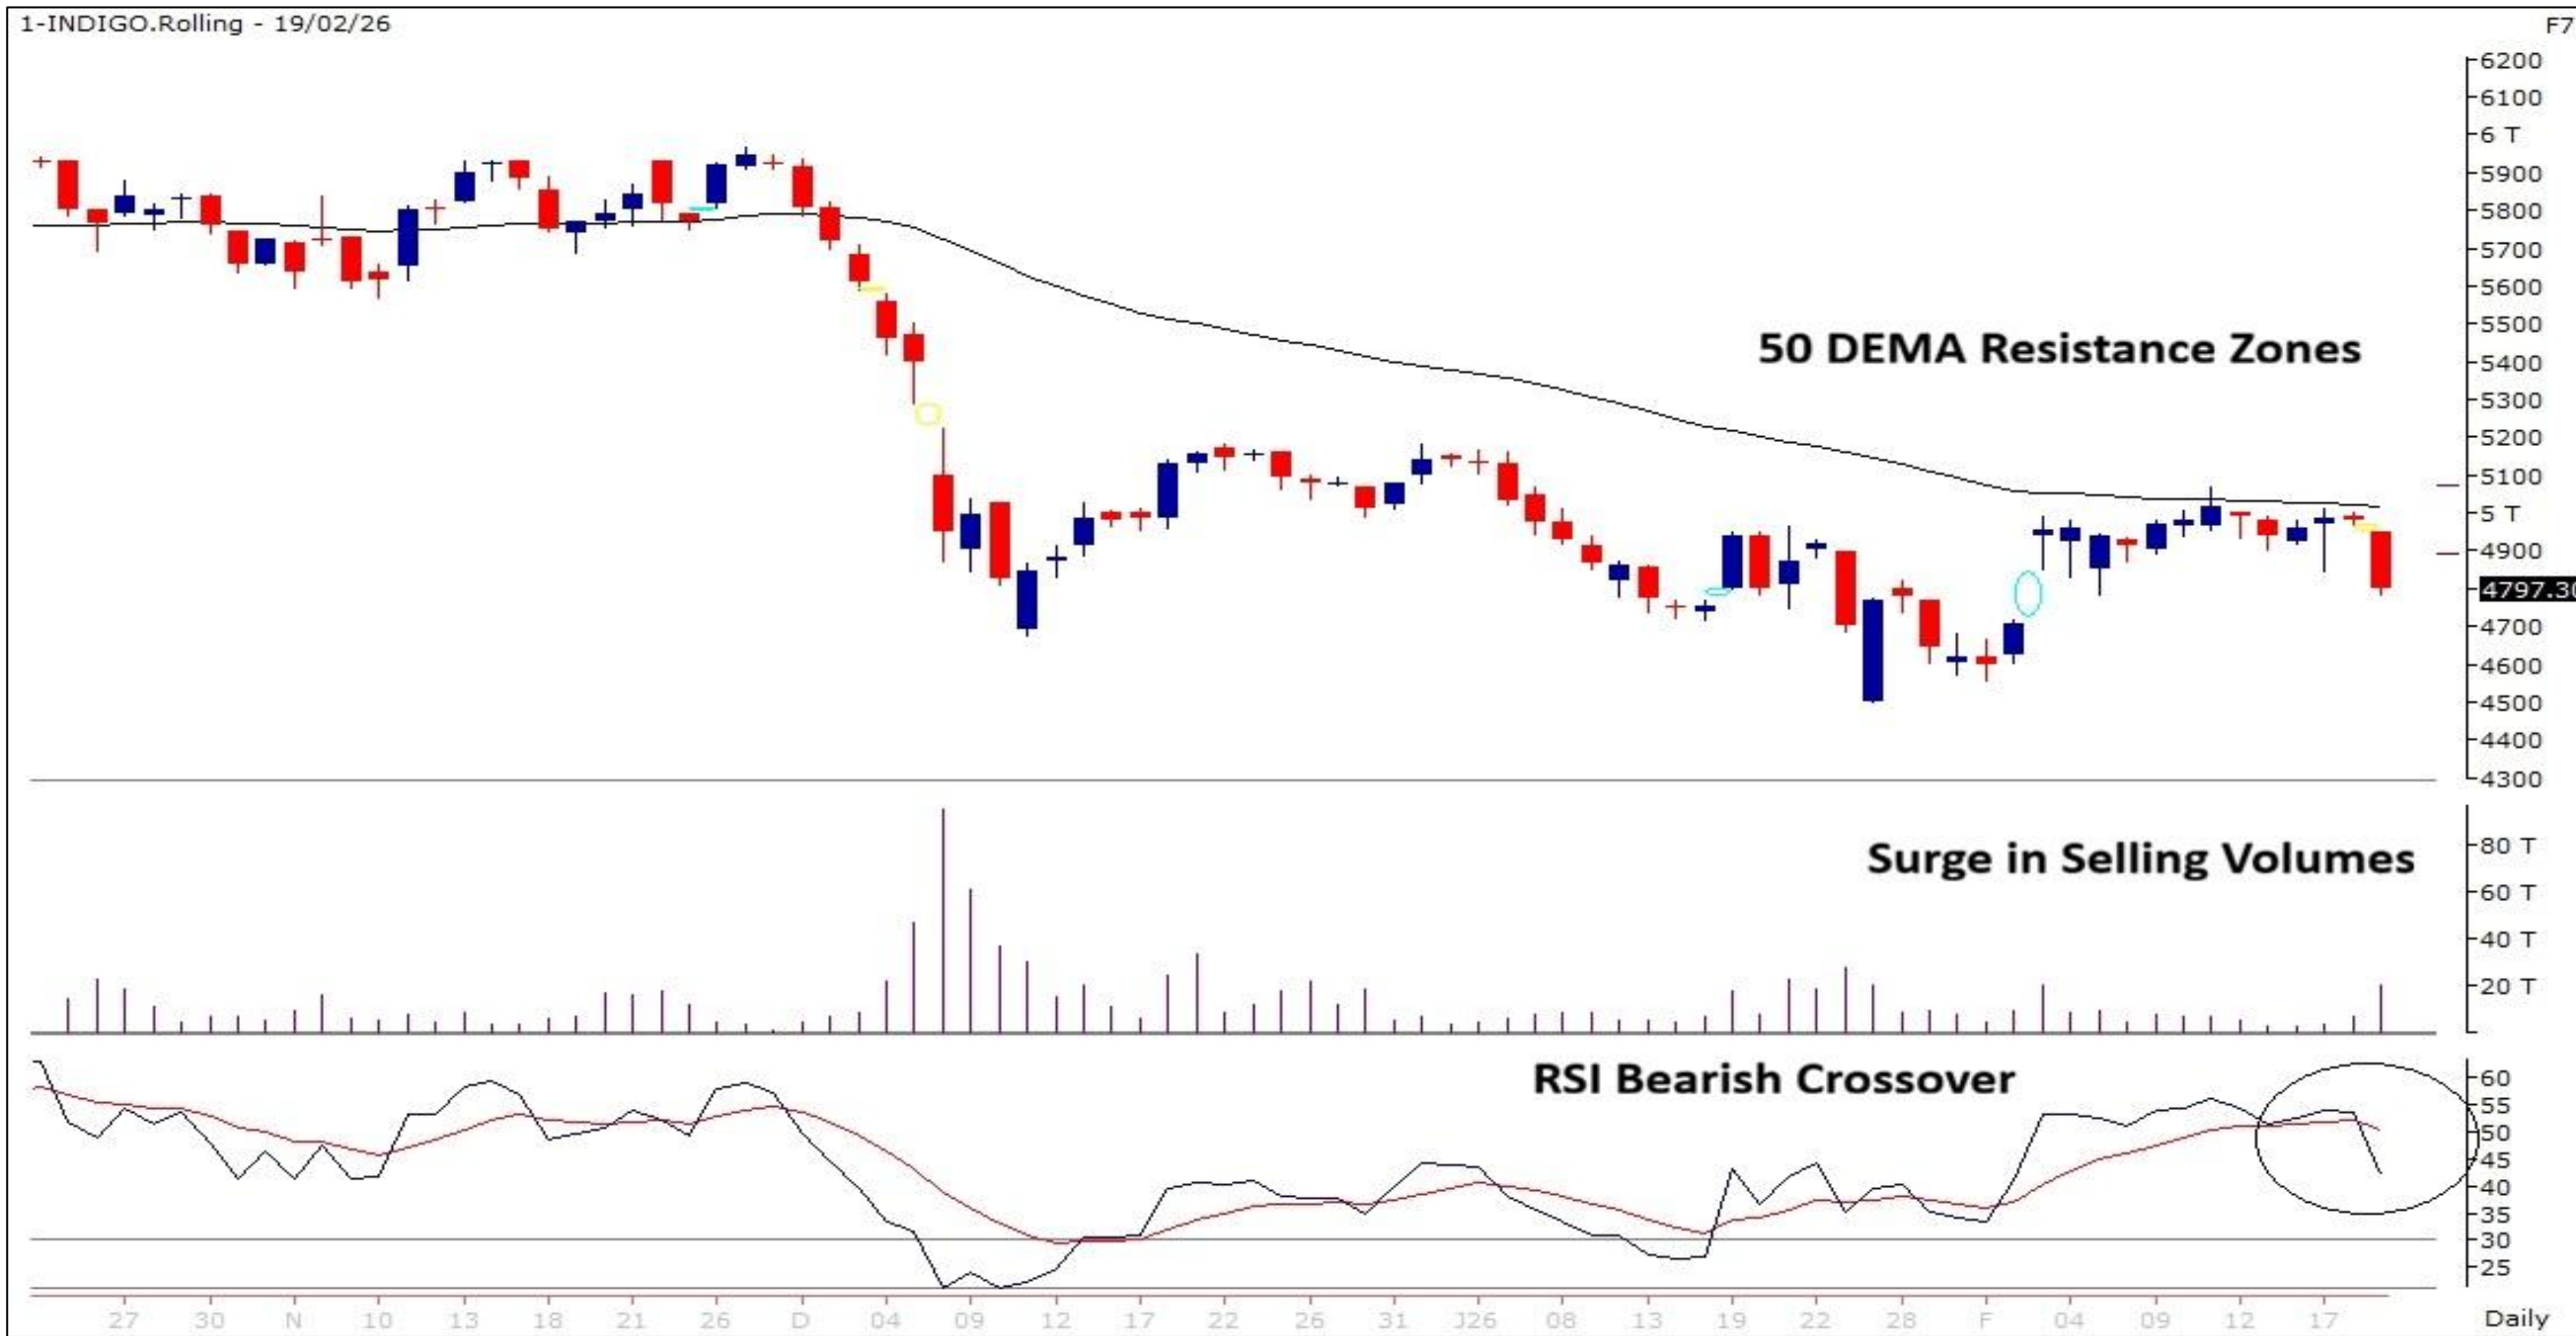 1-INDIGO.Rolling - 19/02/26
F7
6200
6100
6 T
5900
5800
5700
5600
5500
50 DEMA Resistance Zones
5400
5300
5200
5100
5 T
4900
4797.30
4700
4600
4500
4400
4300
Surge in Selling Volumes
80 T
60 T
40 T
20 T
RSI Bearish Crossover
60
55
50
45
40
35
30
25
27 30 N 10 13 18 21 26 D 04 09 12 17 22 26 31 J26 08 13 19 22 28 F 04 09 12 17 Daily